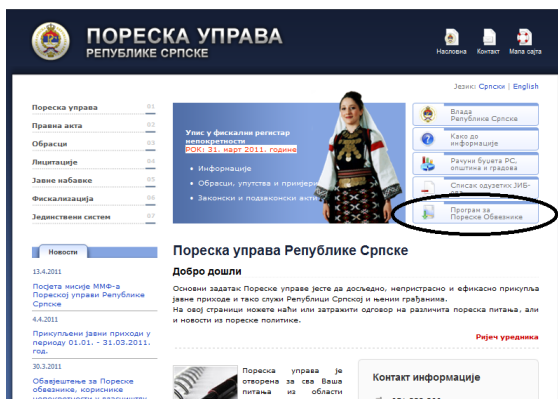 ПОРЕСКА УПРАВА
РЕПУБЛИКЕ СРПСКЕ
Насловна Контакт Мапа сајта
Језик: Српски | English
Пореска управа 01
Правна акта 02
Обрасци 03
Лицитације 04
Јавне набавке 05
Фискализација 06
Јединствени систем 07
Упис у фискални регистар
непокретности
РОК: 31. март 2011. године
• Информације
• Обрасци, упутства и примјери
• Законски и подзаконски акти
Влада
Републике Српске
Како до
информације
Рачуни буџета РС,
општина и градова
Списак одузетих ЈИБ-
Програм за
Пореске Обвезнике
Новости
13.4.2011
Посјета мисије ММФ-а
Пореској управи Републике
Српске
4.4.2011
Прикупљени јавни приходи у
периоду 01.01. - 31.03.2011.
год.
30.3.2011
Обавјештење за Пореске
обвезнике, кориснике
Пореска управа Републике Српске
Добро дошли
Основни задатак Пореске управе јесте да досљедно, непристрасно и ефикасно прикупља
јавне приходе и тако служи Републици Српској и њеним грађанима.
На овој страници можете наћи или затражити одговор на различита пореска питања, али
и новости из пореске политике.
Ријеч уредника
Пореска управа је
отворена за сва Ваша
питања из области
Контакт информације